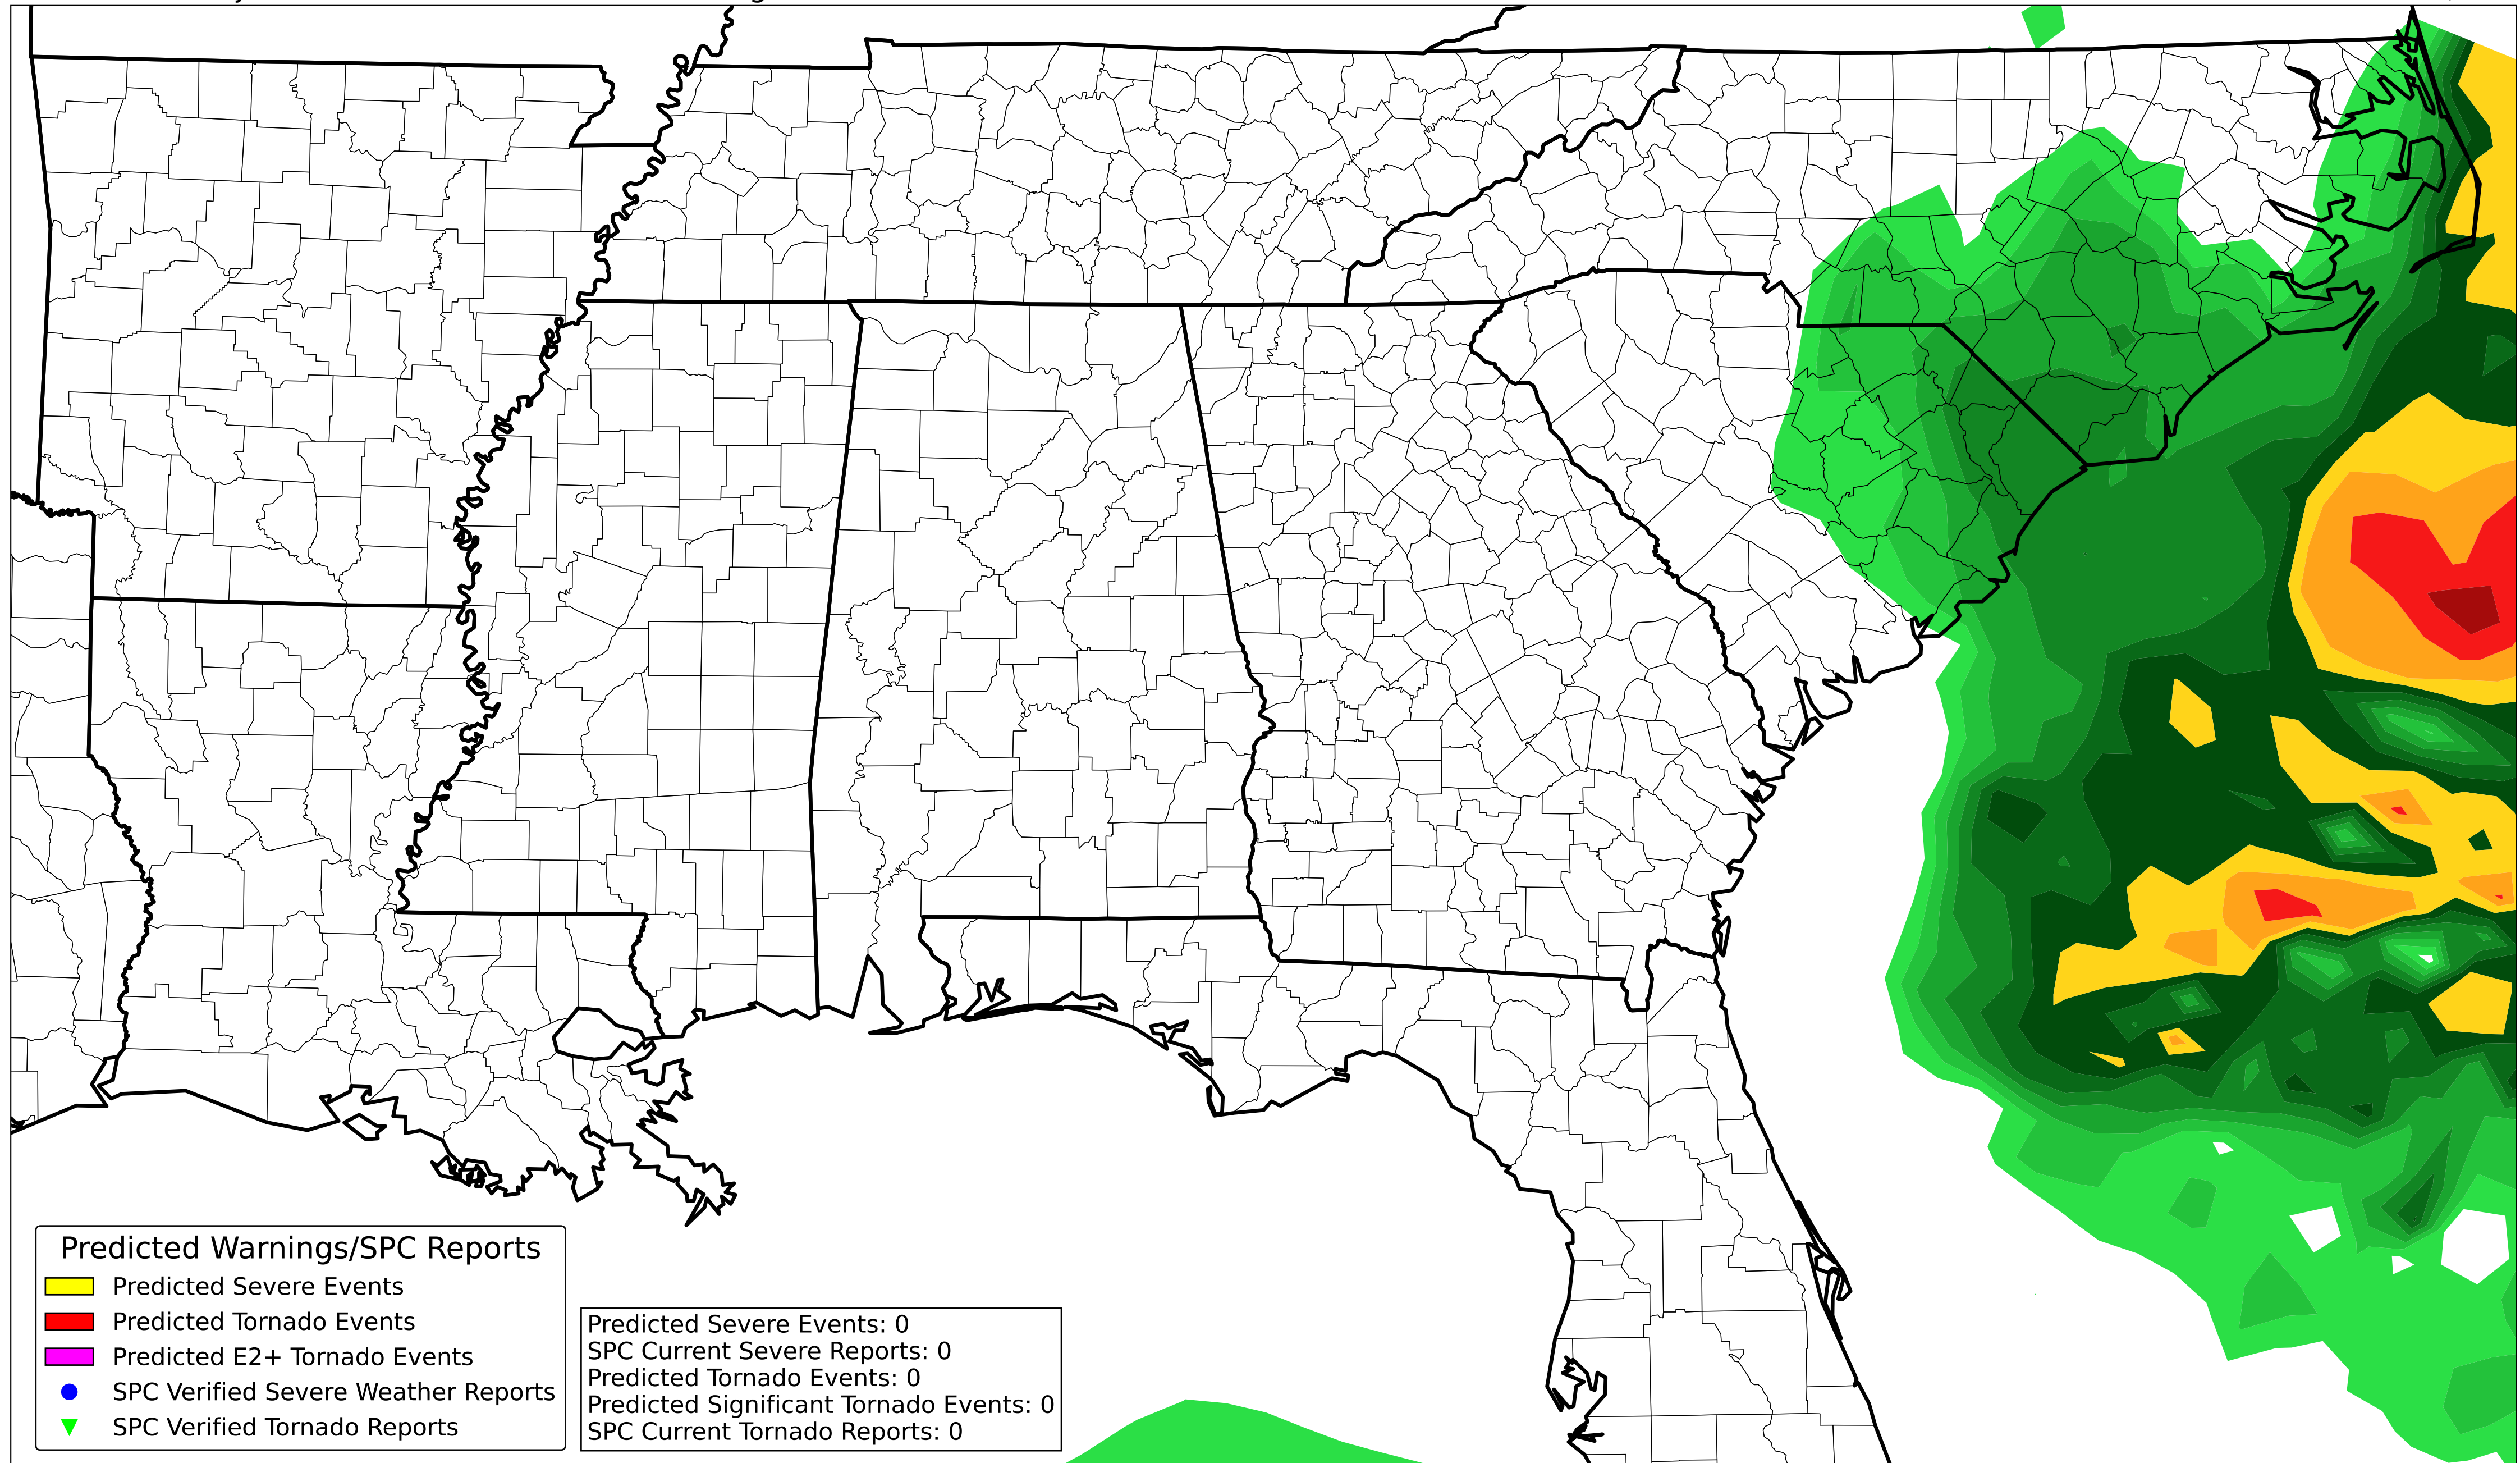 Predicted Warnings/SPC Reports
Predicted Severe Events
Predicted Tornado Events
Predicted E2+ Tornado Events
SPC Verified Severe Weather Reports
SPC Verified Tornado Reports
Predicted Severe Events: 0
SPC Current Severe Reports: 0
Predicted Tornado Events: 0
Predicted Significant Tornado Events: 0
SPC Current Tornado Reports: 0